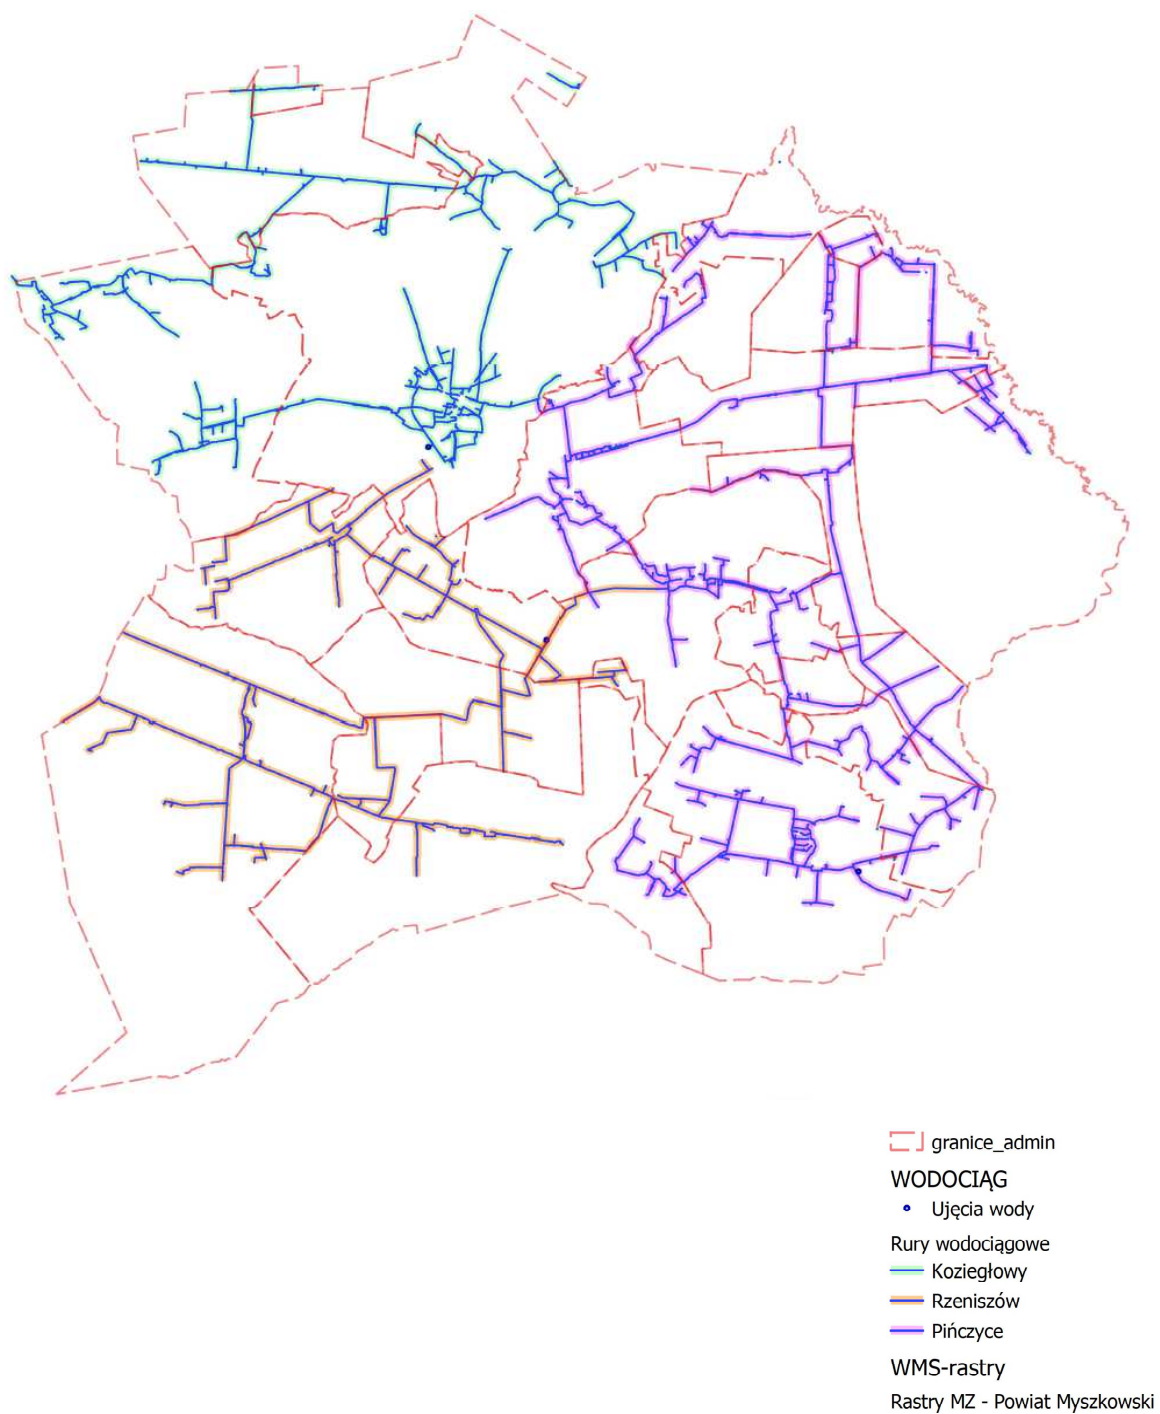 granice_admin
WODOCIĄG
Ujęcia wody
Rury wodociągowe
Koziegłowy
Rzeniszów
Pińczyce
WMS-rastry
Rastry MZ - Powiat Myszkowski